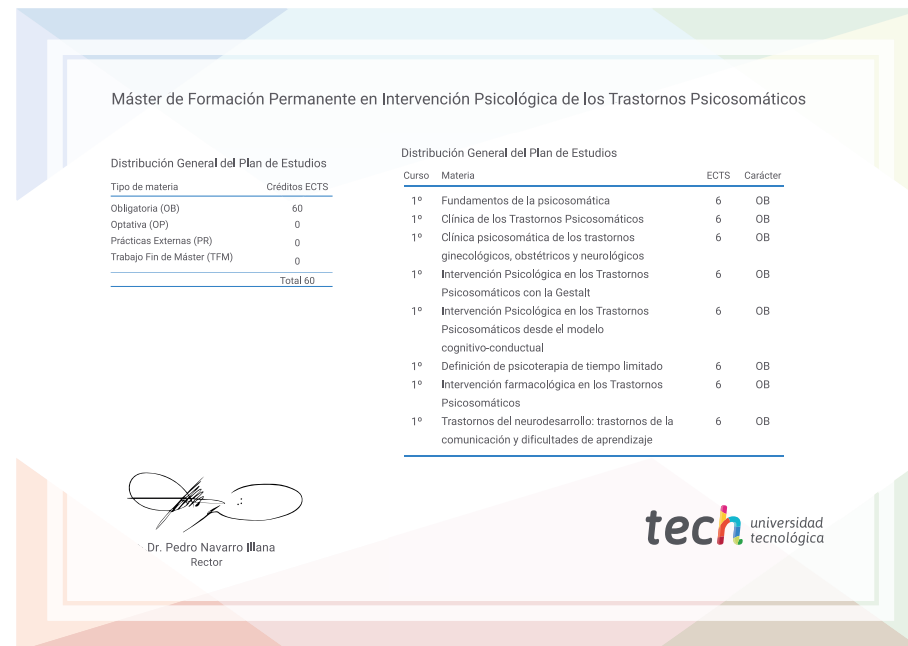 Máster de Formación Permanente en Intervención Psicológica de los Trastornos Psicosomáticos
Distribución General del Plan de Estudios
Tipo de materia Créditos ECTS
Obligatoria (OB) 60
Optativa (OP) 0
Prácticas Externas (PR) 0
Trabajo Fin de Máster (TFM) 0
Total 60
Distribución General del Plan de Estudios
Curso Materia ECTS Carácter
1º Fundamentos de la psicosomática 6 OB
1º Clínica de los Trastornos Psicosomáticos 6 OB
1º Clínica psicosomática de los trastornos 6 OB
ginecológicos, obstétricos y neurológicos
1º Intervención Psicológica en los Trastornos 6 OB
Psicosomáticos con la Gestalt
1º Intervención Psicológica en los Trastornos 6 OB
Psicosomáticos desde el modelo
cognitivo-conductual
1º Definición de psicoterapia de tiempo limitado 6 OB
1º Intervención farmacológica en los Trastornos 6 OB
Psicosomáticos
1º Trastornos del neurodesarrollo: trastornos de la 6 OB
comunicación y dificultades de aprendizaje
Dr. Pedro Navarro Illana
Rector
tech universidad
tecnológica